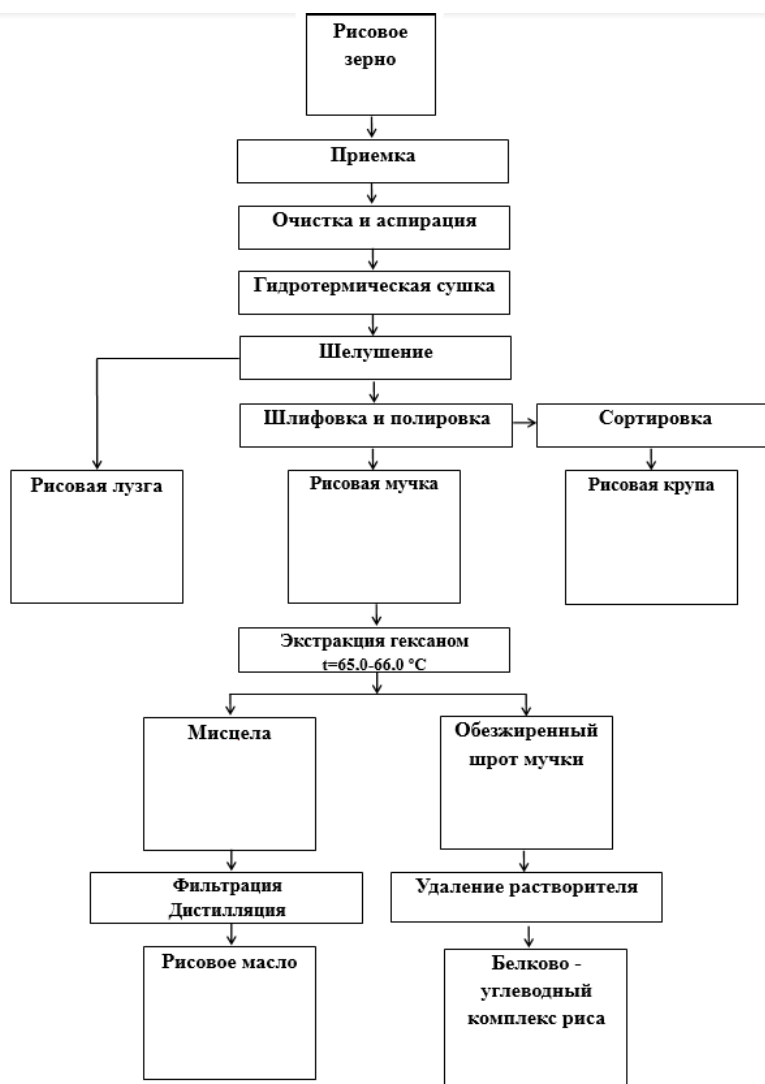 Рисовое
зерно
Приемка
Очистка и аспирация
Гидротермическая сушка
Шелушение
Шлифовка и полировка
Сортировка
Рисовая лузга
Рисовая мучка
Рисовая крупа
Экстракция гексаном
t=65.0-66.0 °С
Мисцела
Обезжиренный
шрот мучки
Фильтрация
Дистилляция
Удаление растворителя
Рисовое масло
Белково -
углеводный
комплекс риса